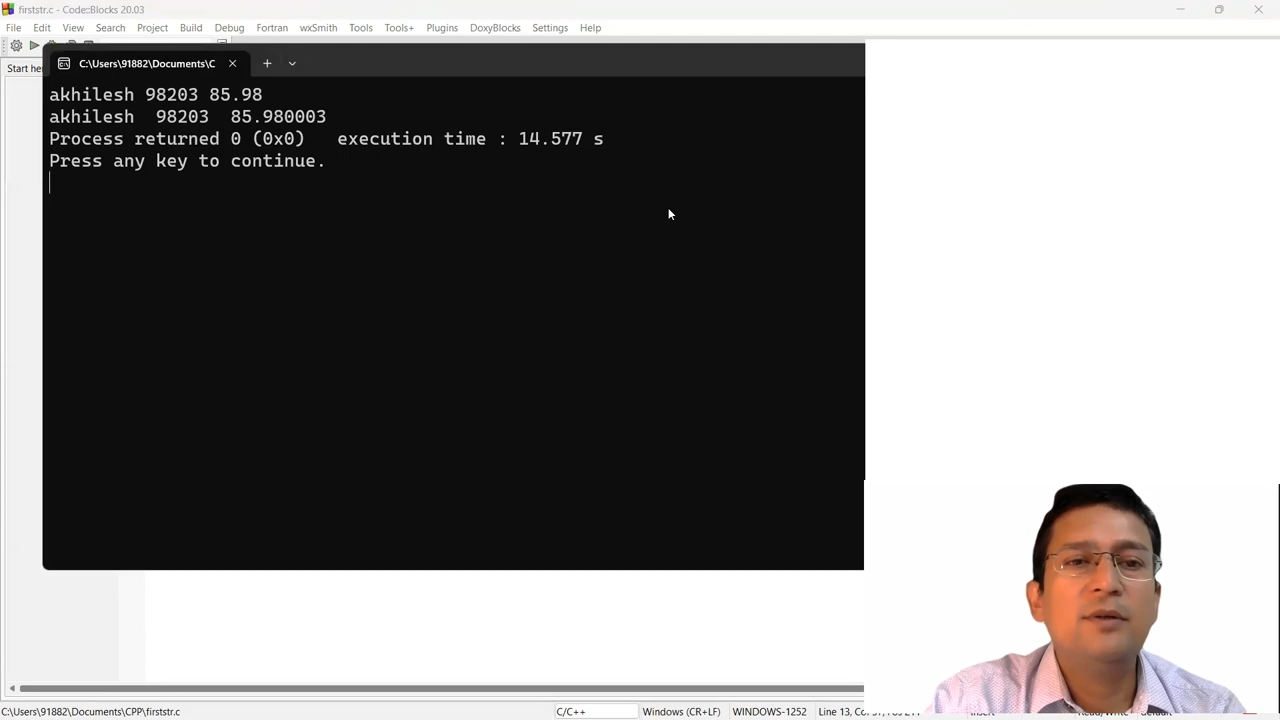 firststr.c - Code::Blocks 20.03
File Edit View Search Project Build Debug Fortran wxSmith Tools Tools+ Plugins DoxyBlocks Settings Help
Start he
C:\Users\91882\Documents\C
akhilesh 98203 85.98
akhilesh  98203  85.980003
Process returned 0 (0x0)   execution time : 14.577 s
Press any key to continue.
C:\Users\91882\Documents\CPP\firststr.c C/C++ Windows (CR+LF) WINDOWS-1252 Line 13,